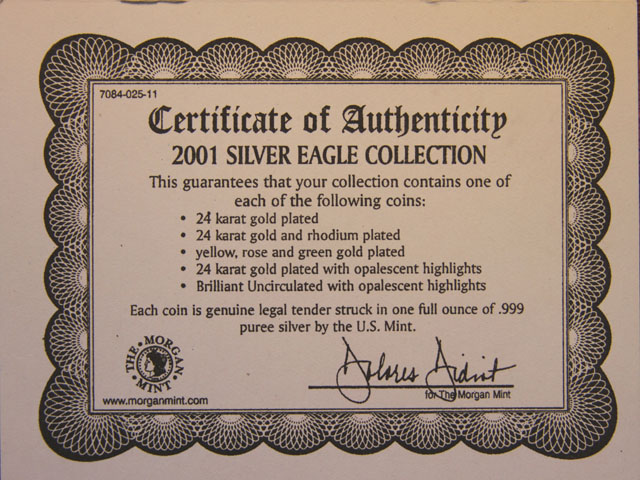 7084-025-11
Certificate of Authenticity
2001 SILVER EAGLE COLLECTION
This guarantees that your collection contains one of
each of the following coins:
• 24 karat gold plated
• 24 karat gold and rhodium plated
• yellow, rose and green gold plated
• 24 karat gold plated with opalescent highlights
• Brilliant Uncirculated with opalescent highlights
Each coin is genuine legal tender struck in one full ounce of .999
puree silver by the U.S. Mint.
THE • MORGAN • MINT •
www.morganmint.com
for The Morgan Mint